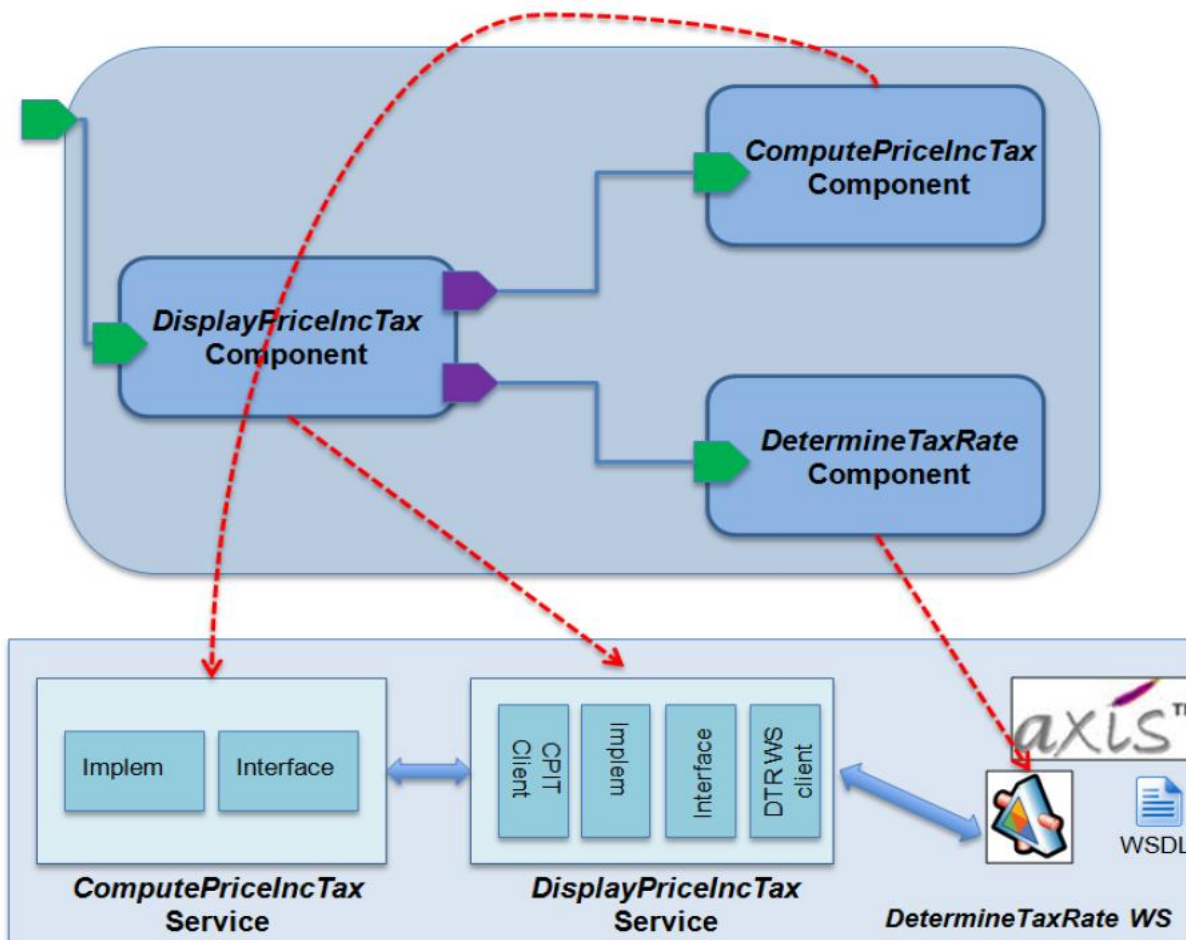 ComputePriceIncTax
Component
DisplayPriceIncTax
Component
DetermineTaxRate
Component
Implem
Interface
CPIT
Client
Implem
Interface
DTR WS
client
axis™
WSDL
ComputePriceIncTax
Service
DisplayPriceIncTax
Service
DetermineTaxRate WS